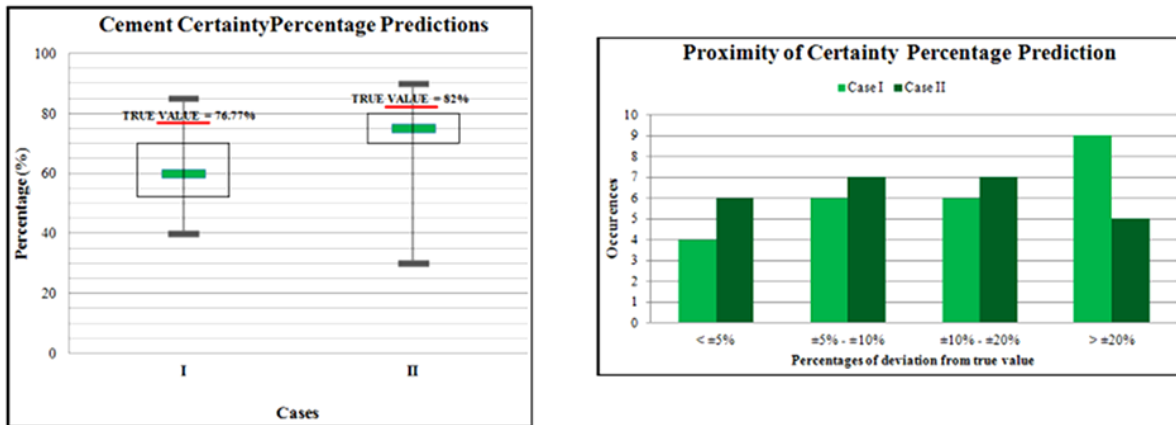 Cement CertaintyPercentage Predictions
100
80
60
40
20
0
Percentage (%)
TRUE VALUE = 76.77%
TRUE VALUE = 82%
I
II
Cases
Proximity of Certainty Percentage Prediction
Case I
Case II
10
9
8
7
6
5
4
3
2
1
0
Occurences
< ±5%
±5% - ±10%
±10% - ±20%
> ±20%
Percentages of deviation from true value